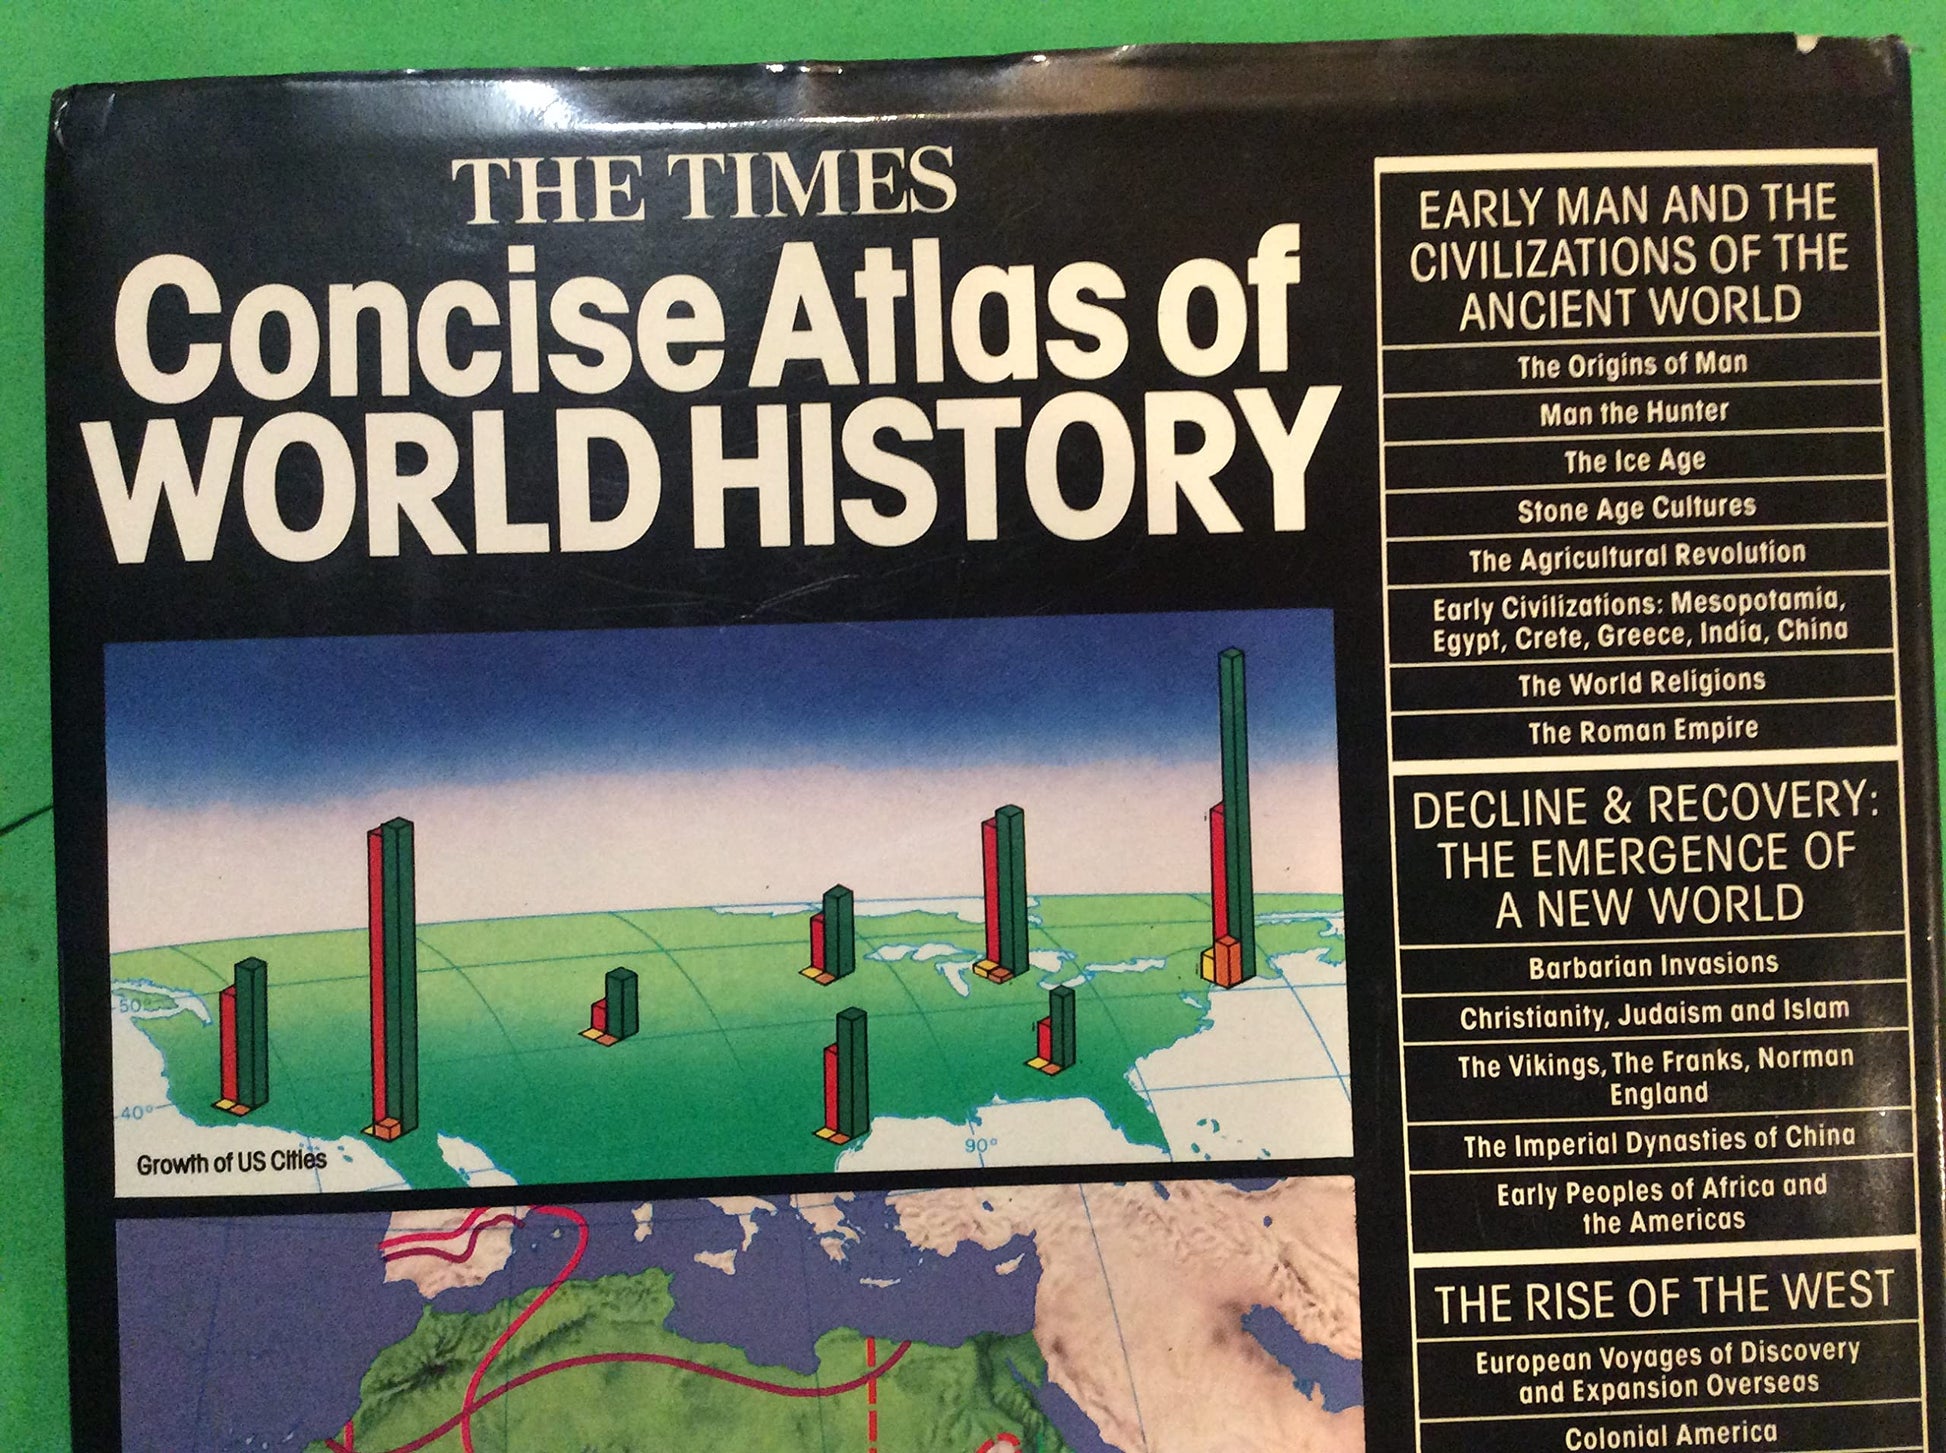 THE TIMES
Concise Atlas of
WORLD HISTORY
50°
40°
90°
Growth of US Cities
EARLY MAN AND THE
CIVILIZATIONS OF THE
ANCIENT WORLD
The Origins of Man
Man the Hunter
The Ice Age
Stone Age Cultures
The Agricultural Revolution
Early Civilizations: Mesopotamia,
Egypt, Crete, Greece, India, China
The World Religions
The Roman Empire
DECLINE & RECOVERY:
THE EMERGENCE OF
A NEW WORLD
Barbarian Invasions
Christianity, Judaism and Islam
The Vikings, The Franks, Norman
England
The Imperial Dynasties of China
Early Peoples of Africa and
the Americas
THE RISE OF THE WEST
European Voyages of Discovery
and Expansion Overseas
Colonial America